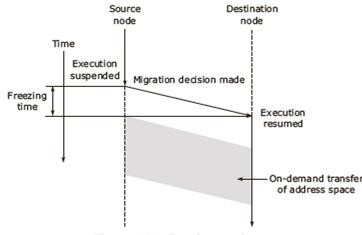 Source
node
Destination
node
Time
Execution
suspended
Migration decision made
Freezing
time
Execution
resumed
On-demand transfer
of address space